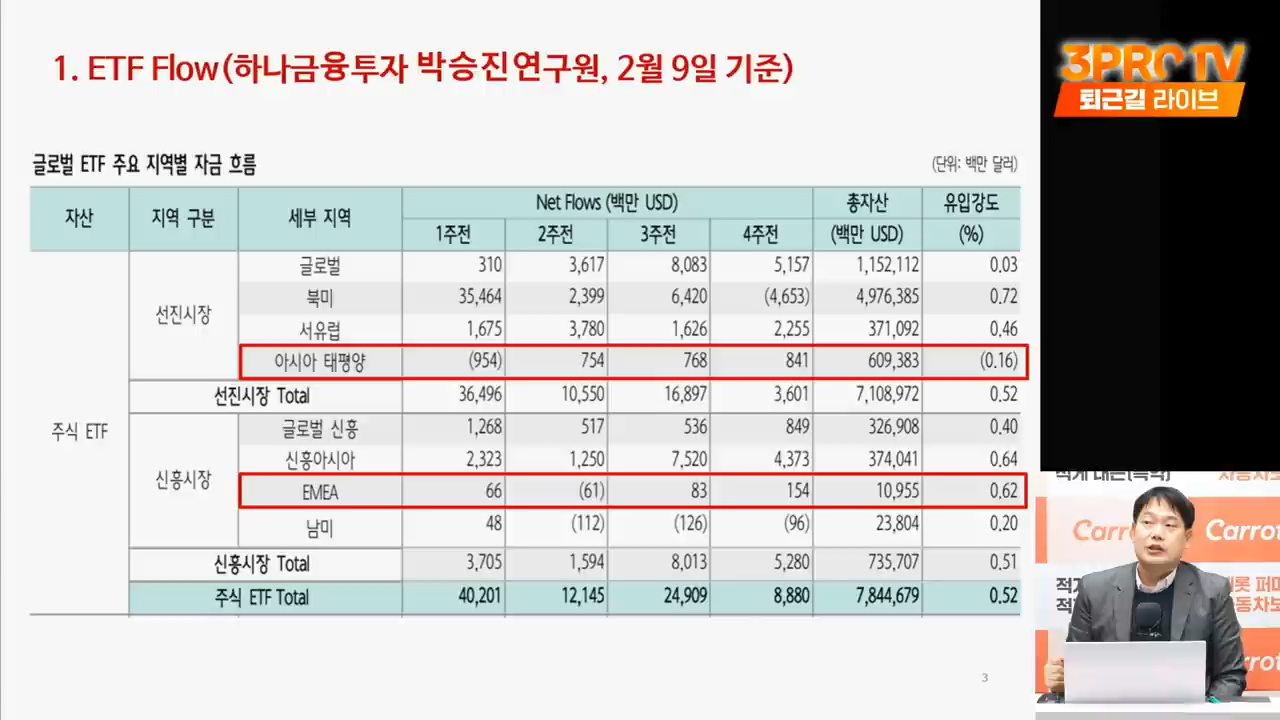 1. ETF Flow(하나금융투자 박승진연구원, 2월 9일 기준)
3PRO TV
퇴근길 라이브
글로벌 ETF 주요 지역별 자금 흐름
(단위: 백만 달러)
자산 지역 구분 세부 지역 Net Flows (백만 USD) 총자산 유입강도
1주전 2주전 3주전 4주전 (백만 USD) (%)
글로벌 310 3,617 8,083 5,157 1,152,112 0.03
북미 35,464 2,399 6,420 (4,653) 4,976,385 0.72
선진시장
서유럽 1,675 3,780 1,626 2,255 371,092 0.46
아시아 태평양 (954) 754 768 841 609,383 (0.16)
선진시장 Total 36,496 10,550 16,897 3,601 7,108,972 0.52
주식 ETF
글로벌 신흥 1,268 517 536 849 326,908 0.40
신흥아시아 2,323 1,250 7,520 4,373 374,041 0.64
신흥시장
EMEA 66 (61) 83 154 10,955 0.62
남미 48 (112) (126) (96) 23,804 0.20
신흥시장 Total 3,705 1,594 8,013 5,280 735,707 0.51
주식 ETF Total 40,201 12,145 24,909 8,880 7,844,679 0.52
3
Carrot